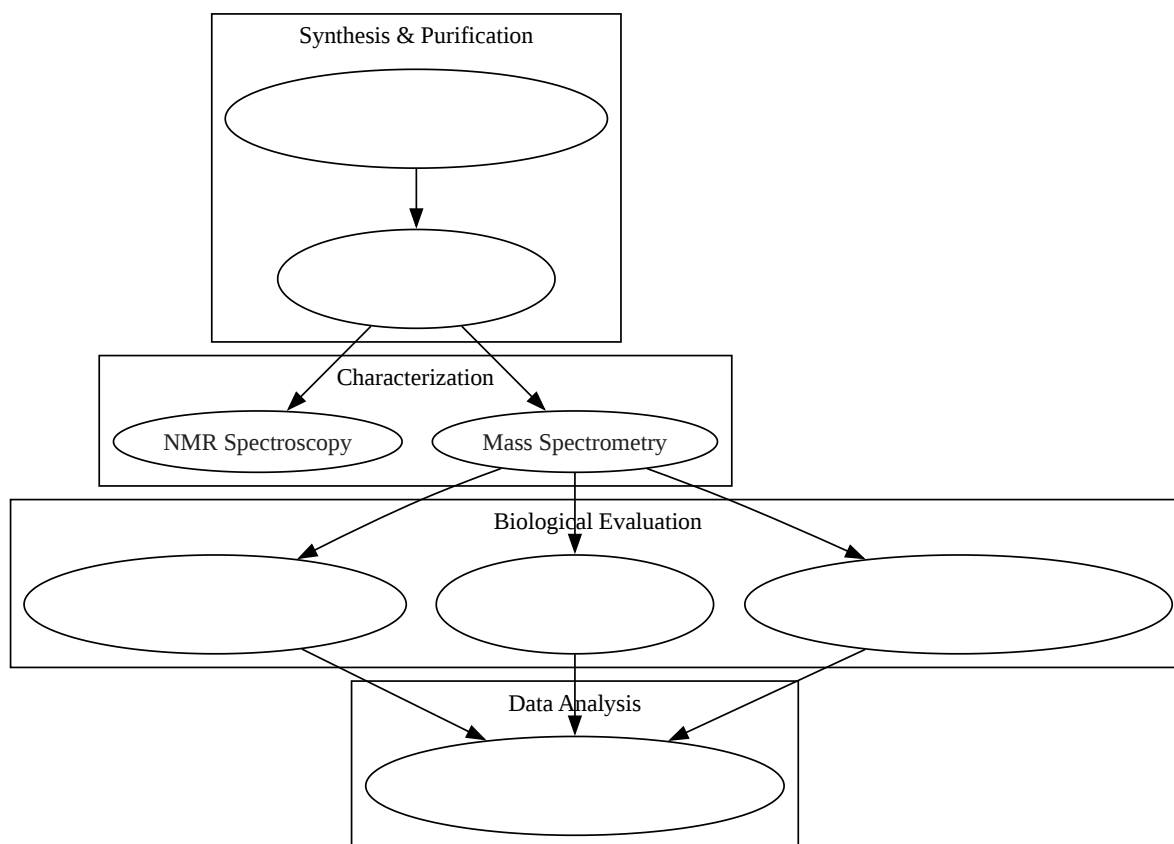 Synthesis & Purification
Characterization
NMR Spectroscopy
Mass Spectrometry
Biological Evaluation
Data Analysis